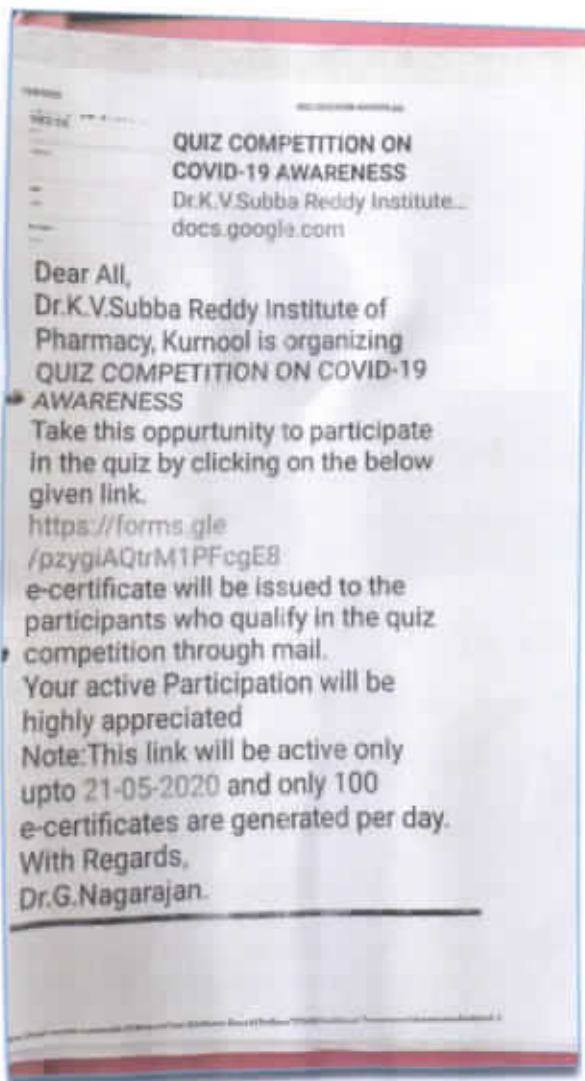 QUIZ COMPETITION ON
COVID-19 AWARENESS
Dr.K.V.Subba Reddy Institute...
docs.google.com
Dear All,
Dr.K.V.Subba Reddy Institute of
Pharmacy, Kurnool is organizing
QUIZ COMPETITION ON COVID-19
AWARENESS
Take this oppurtunity to participate
in the quiz by clicking on the below
given link.
https://forms.gle
/pzygiAQtrM1PFcgE8
e-certificate will be issued to the
participants who qualify in the quiz
competition through mail.
Your active Participation will be
highly appreciated
Note:This link will be active only
upto 21-05-2020 and only 100
e-certificates are generated per day.
With Regards,
Dr.G.Nagarajan.